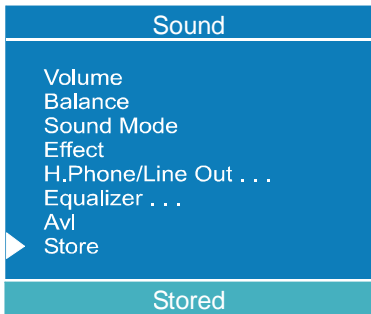 Sound
Volume
Balance
Sound Mode
Effect
H.Phone/Line Out . . .
Equalizer . . .
Avl
Store
Stored